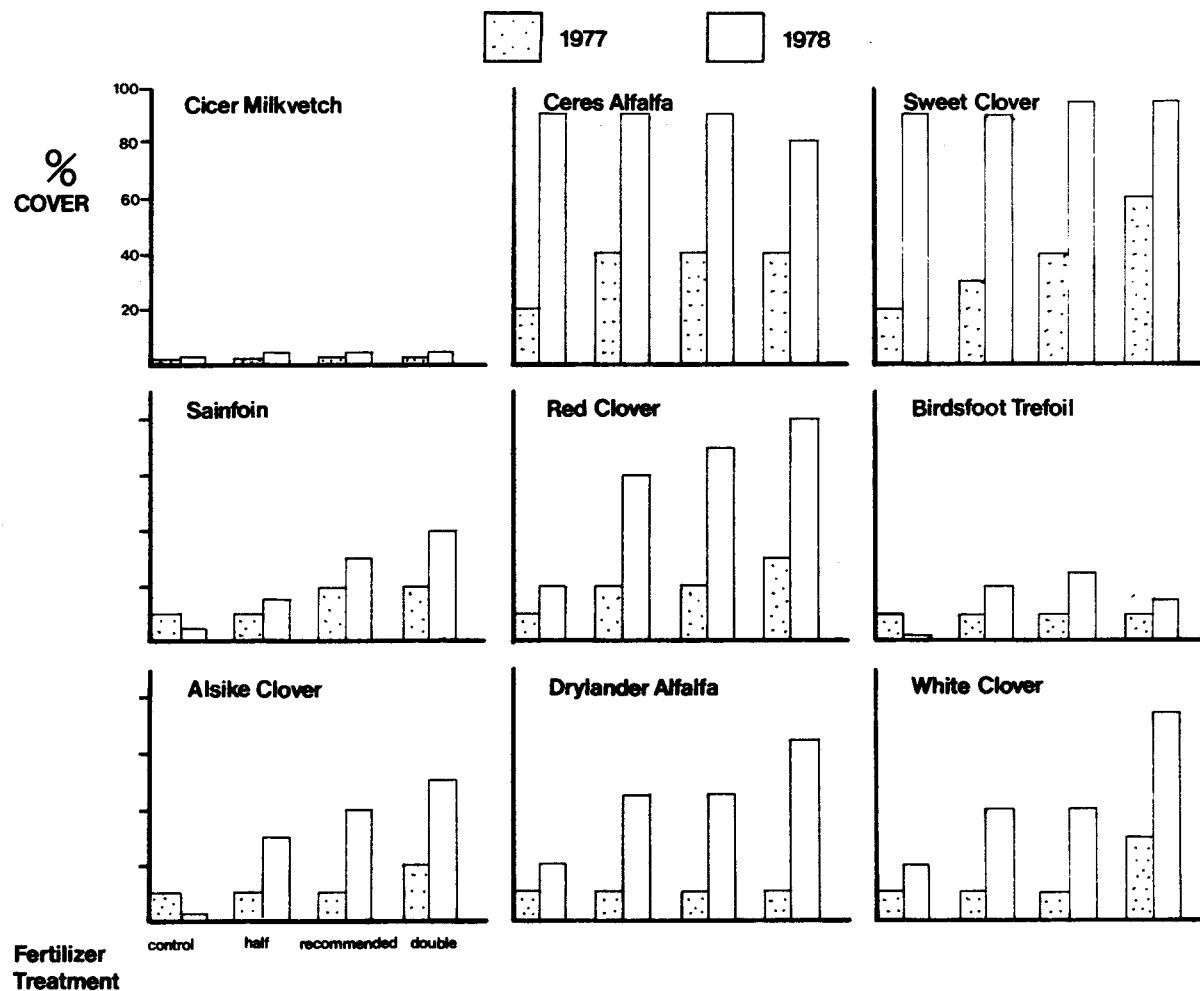 1977 1978
Cicer Milkvetch Ceres Alfalfa Sweet Clover
100
80
%
COVER
60
40
20
Sainfoin Red Clover Birdsfoot Trefoil
Alsike Clover Drylander Alfalfa White Clover
control half recommended double
Fertilizer
Treatment